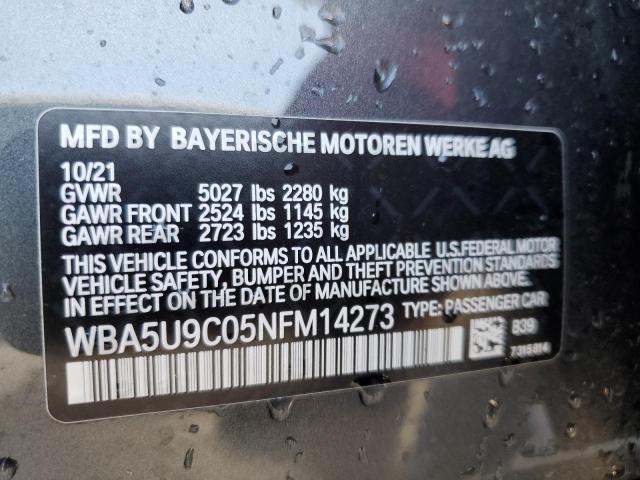 MFD BY BAYERISCHE MOTOREN WERKE AG
10/21
GVWR 5027 lbs 2280 kg
GAWR FRONT 2524 lbs 1145 kg
GAWR REAR 2723 lbs 1235 kg
THIS VEHICLE CONFORMS TO ALL APPLICABLE U.S.FEDERAL MOTOR
VEHICLE SAFETY, BUMPER AND THEFT PREVENTION STANDARDS
IN EFFECT ON THE DATE OF MANUFACTURE SHOWN ABOVE.
WBA5U9C05NFM14273 TYPE: PASSENGER CAR
B39
7315814